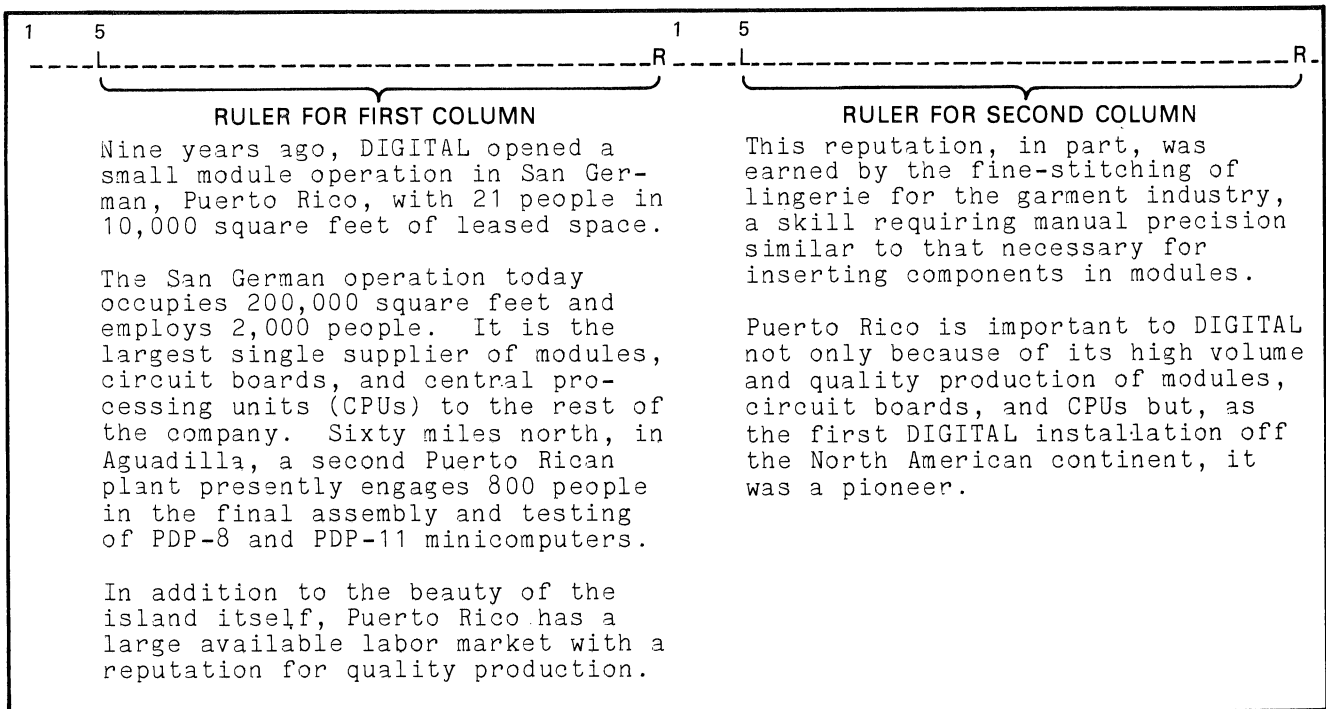 1 5 1 5
----L------------------------------R----L------------------------------R-
RULER FOR FIRST COLUMN
Nine years ago, DIGITAL opened a
small module operation in San Ger-
man, Puerto Rico, with 21 people in
10,000 square feet of leased space.
The San German operation today
occupies 200,000 square feet and
employs 2,000 people. It is the
largest single supplier of modules,
circuit boards, and central pro-
cessing units (CPUs) to the rest of
the company. Sixty miles north, in
Aguadilla, a second Puerto Rican
plant presently engages 800 people
in the final assembly and testing
of PDP-8 and PDP-11 minicomputers.
In addition to the beauty of the
island itself, Puerto Rico has a
large available labor market with a
reputation for quality production.
RULER FOR SECOND COLUMN
This reputation, in part, was
earned by the fine-stitching of
lingerie for the garment industry,
a skill requiring manual precision
similar to that necessary for
inserting components in modules.
Puerto Rico is important to DIGITAL
not only because of its high volume
and quality production of modules,
circuit boards, and CPUs but, as
the first DIGITAL installation off
the North American continent, it
was a pioneer.